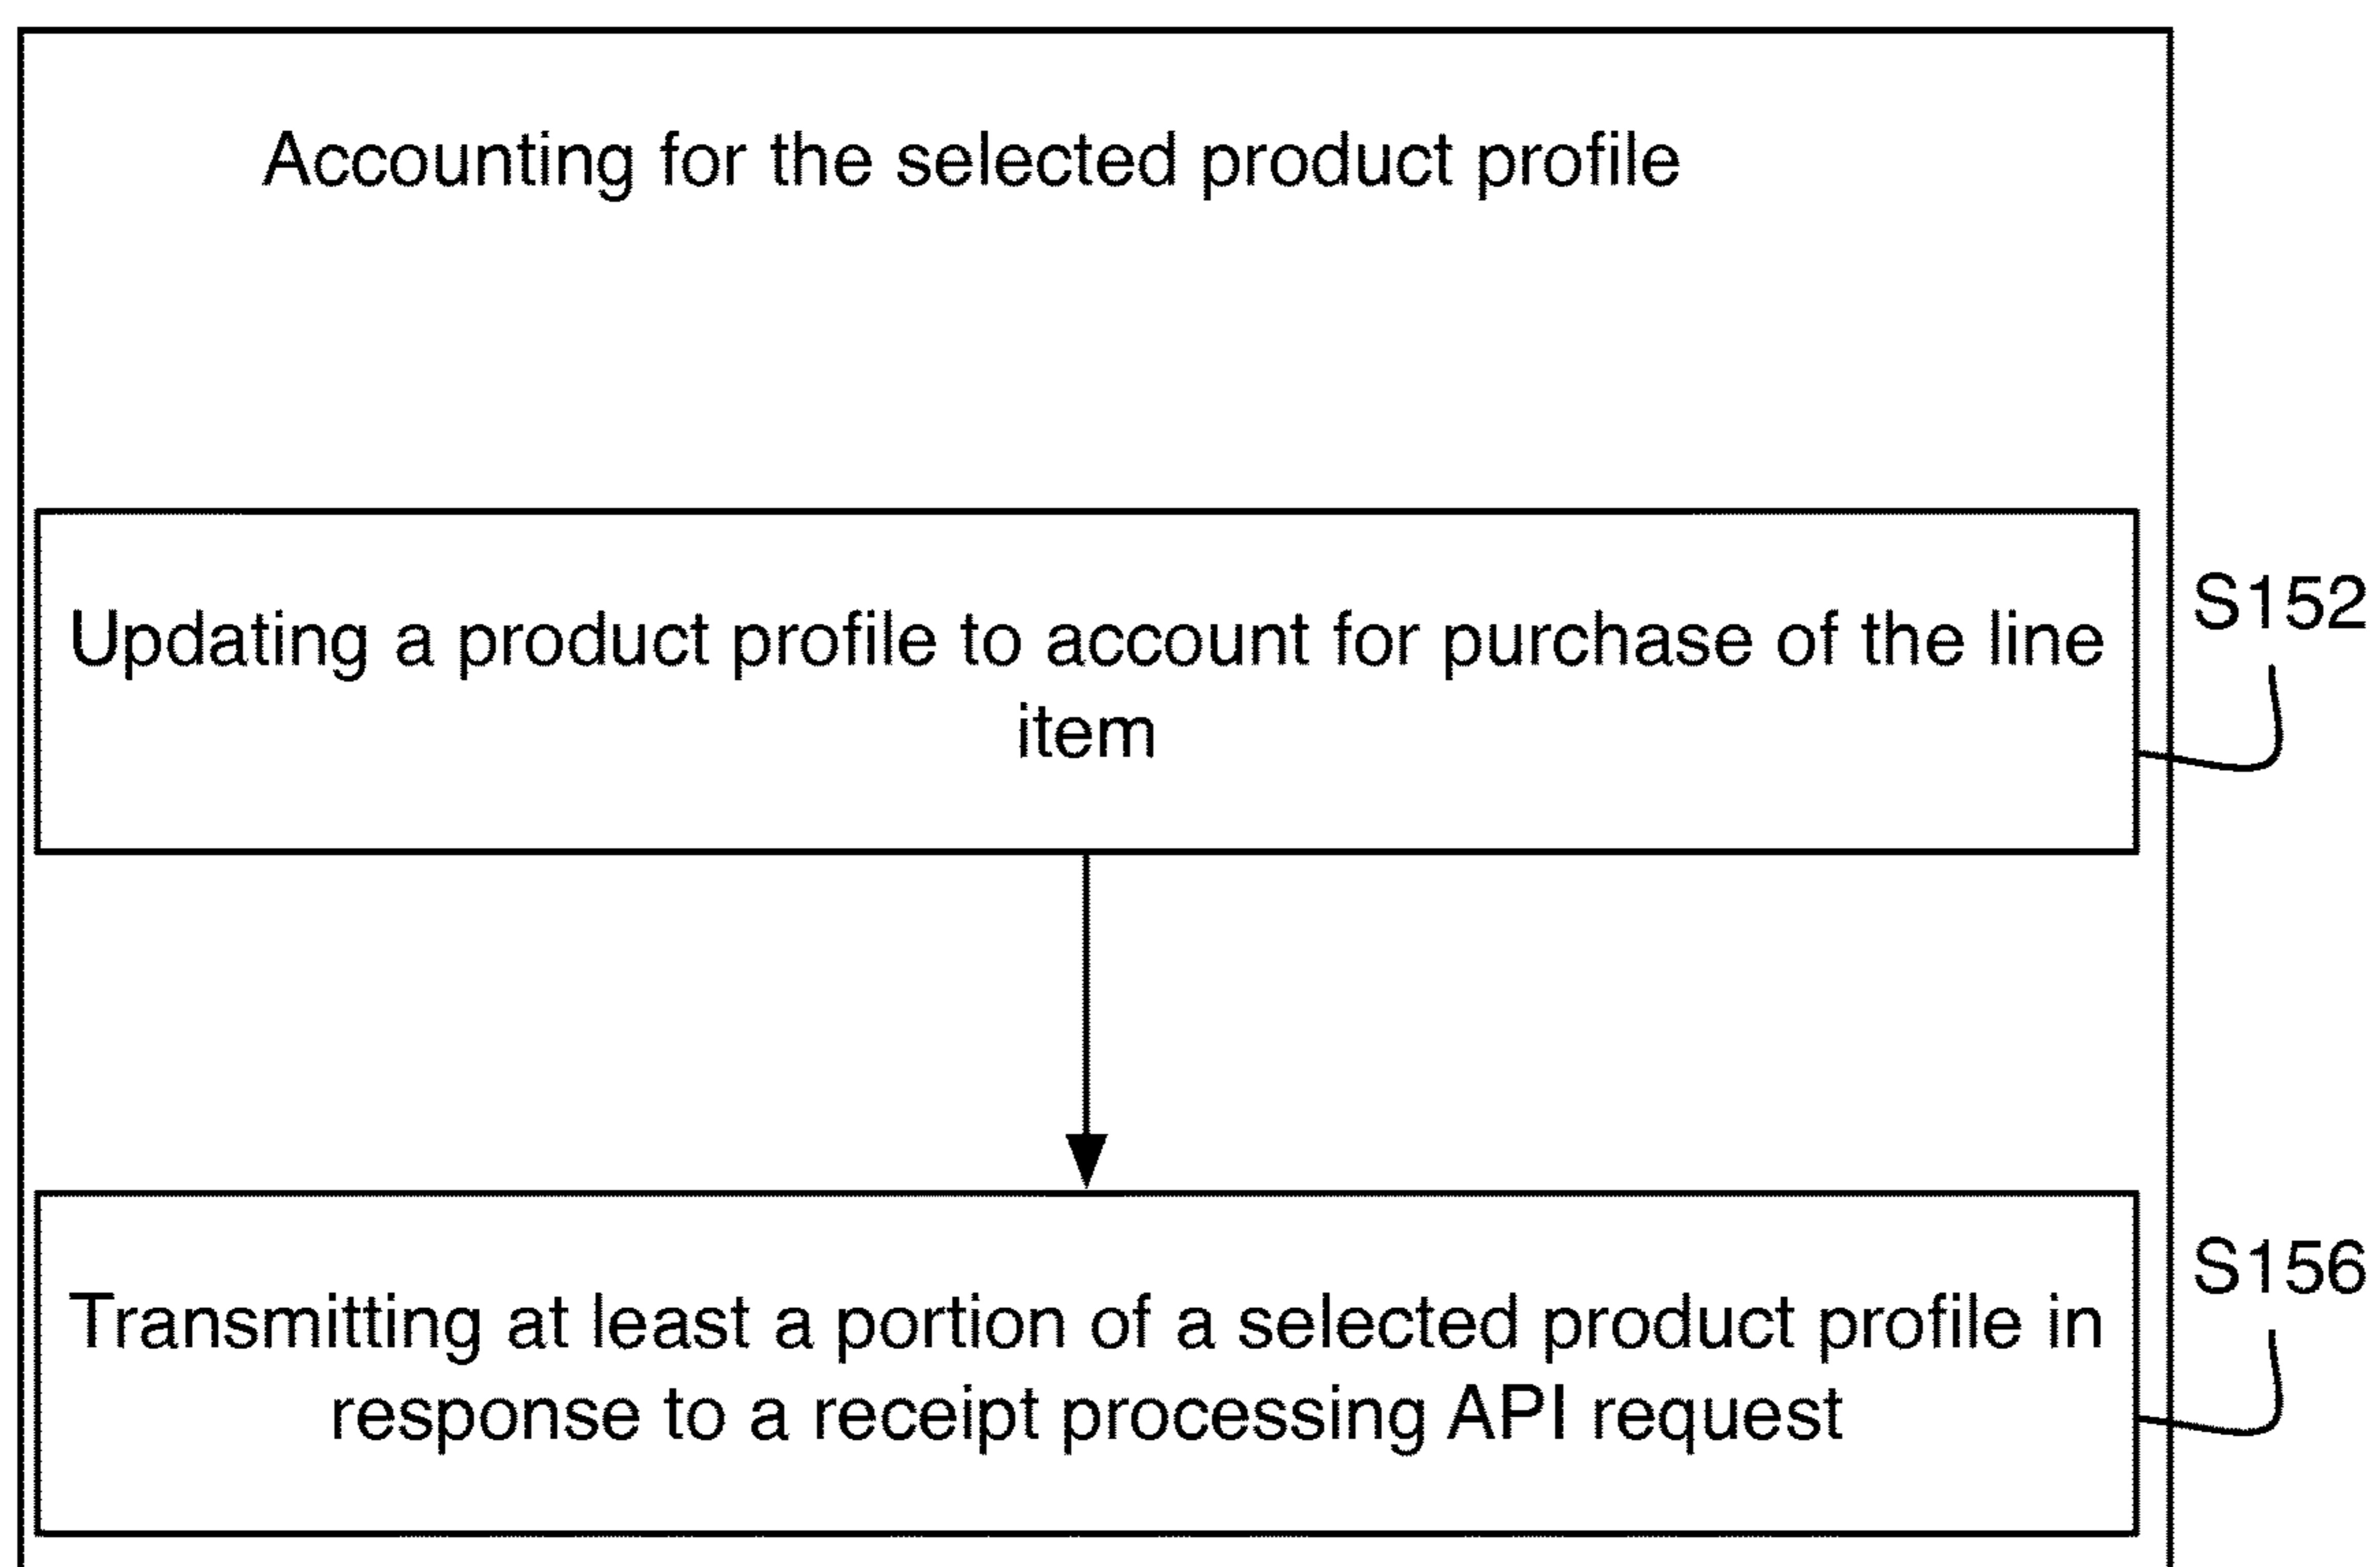 Accounting for the selected product profile
S152
Updating a product profile to account for purchase of the line
item
S156
Transmitting at least a portion of a selected product profile in
response to a receipt processing API request